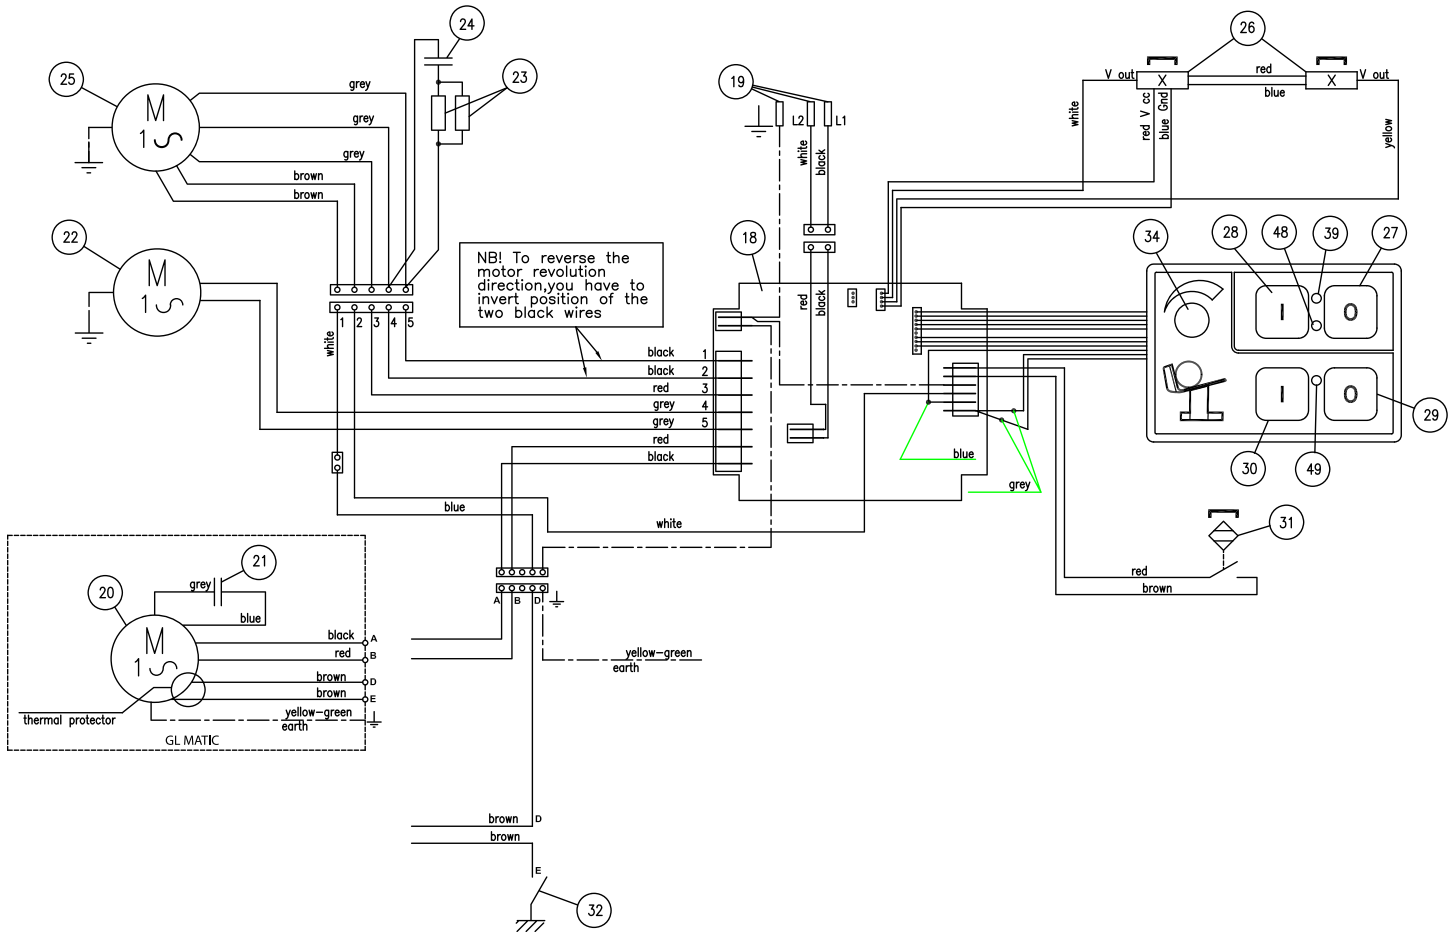 24
26
25
M
1
grey
23
19
V out
X
red
blue
X
V out
L2
L1
white
black
white
red V cc
blue Gnd
yellow
grey
grey
brown
brown
22
M
1
18
34
28
48
39
27
NB! To reverse the
motor revolution
direction,you have to
invert position of the
two black wires
red
black
I
O
1
2
3
4
5
white
black 1
black 2
red 3
grey 4
grey 5
red
black
I
O
29
blue
grey
30
49
blue
white
31
red
brown
21
20
grey
blue
M
1
black A
red B
brown D
brown E
thermal protector
yellow-green
earth
GL MATIC
A
B
D
yellow-green
earth
brown D
brown
E
32